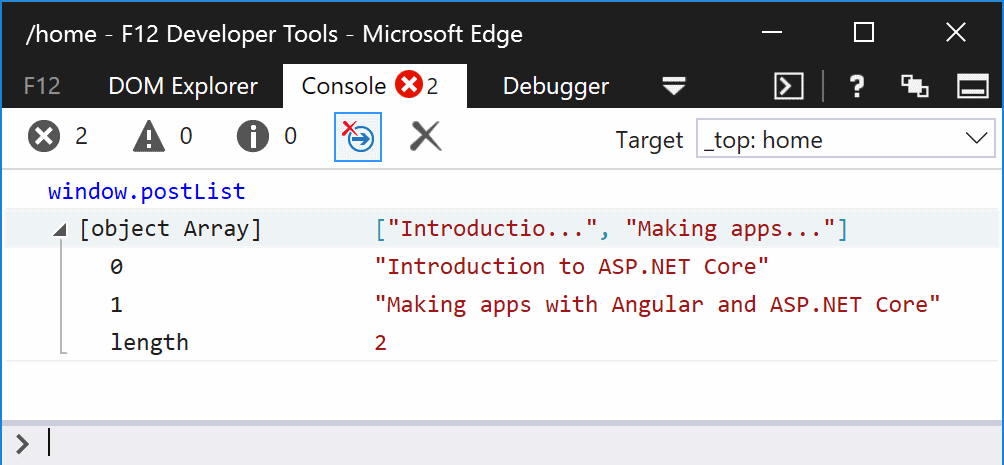 /home - F12 Developer Tools - Microsoft Edge
F12 DOM Explorer Console 2 Debugger ?
2 0 0 Target _top: home
window.postList
[object Array] ["Introductio...", "Making apps..."]
0 "Introduction to ASP.NET Core"
1 "Making apps with Angular and ASP.NET Core"
length 2